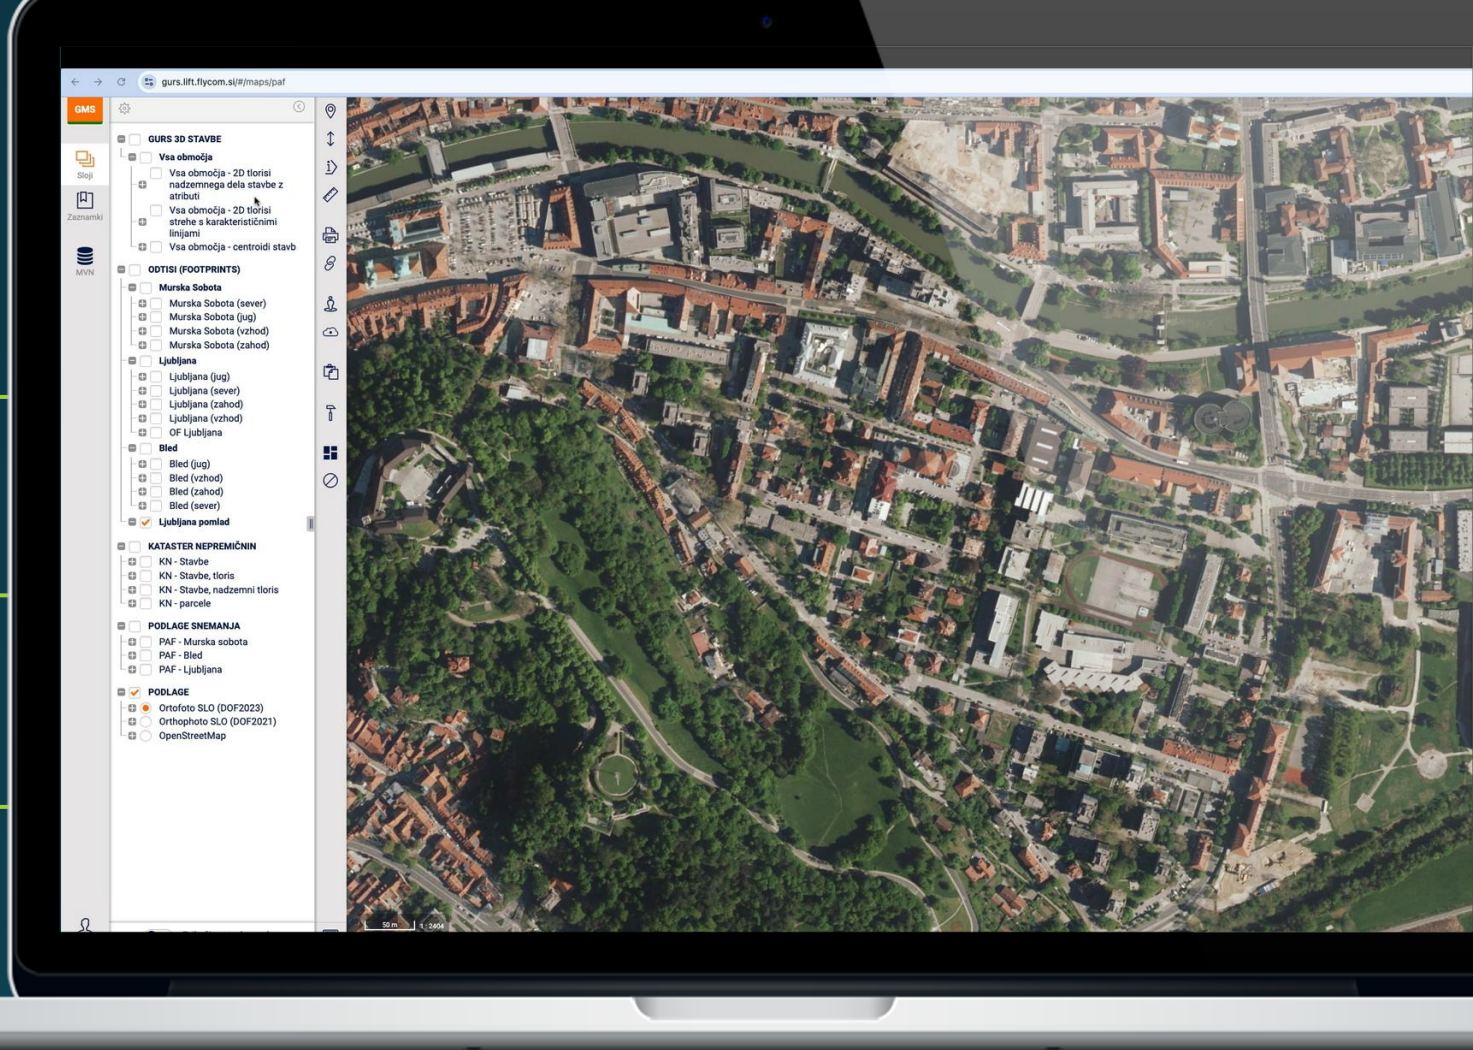 gurs.lift.flycom.si/#/maps/paf
GMS
Sloji
Zaznamki
MVN
GURS 3D STAVBE
Vsa območja
Vsa območja - 2D tlorisi
nadzemnega dela stavbe z
atributi
Vsa območja - 2D tlorisi
strehe s karakterističnimi
linijami
Vsa območja - centroidi stavb
ODTISI (FOOTPRINTS)
Murska Sobota
Murska Sobota (sever)
Murska Sobota (jug)
Murska Sobota (vzhod)
Murska Sobota (zahod)
Ljubljana
Ljubljana (jug)
Ljubljana (sever)
Ljubljana (zahod)
Ljubljana (vzhod)
OF Ljubljana
Bled
Bled (jug)
Bled (vzhod)
Bled (zahod)
Bled (sever)
Ljubljana pomlad
KATASTER NEPREMIČNIN
KN - Stavbe
KN - Stavbe, tloris
KN - Stavbe, nadzemni tloris
KN - parcele
PODLAGE SNEMANJA
PAF - Murska sobota
PAF - Bled
PAF - Ljubljana
PODLAGE
Ortofoto SLO (DOF2023)
Orthophoto SLO (DOF2021)
OpenStreetMap
50 m
1 : 2404